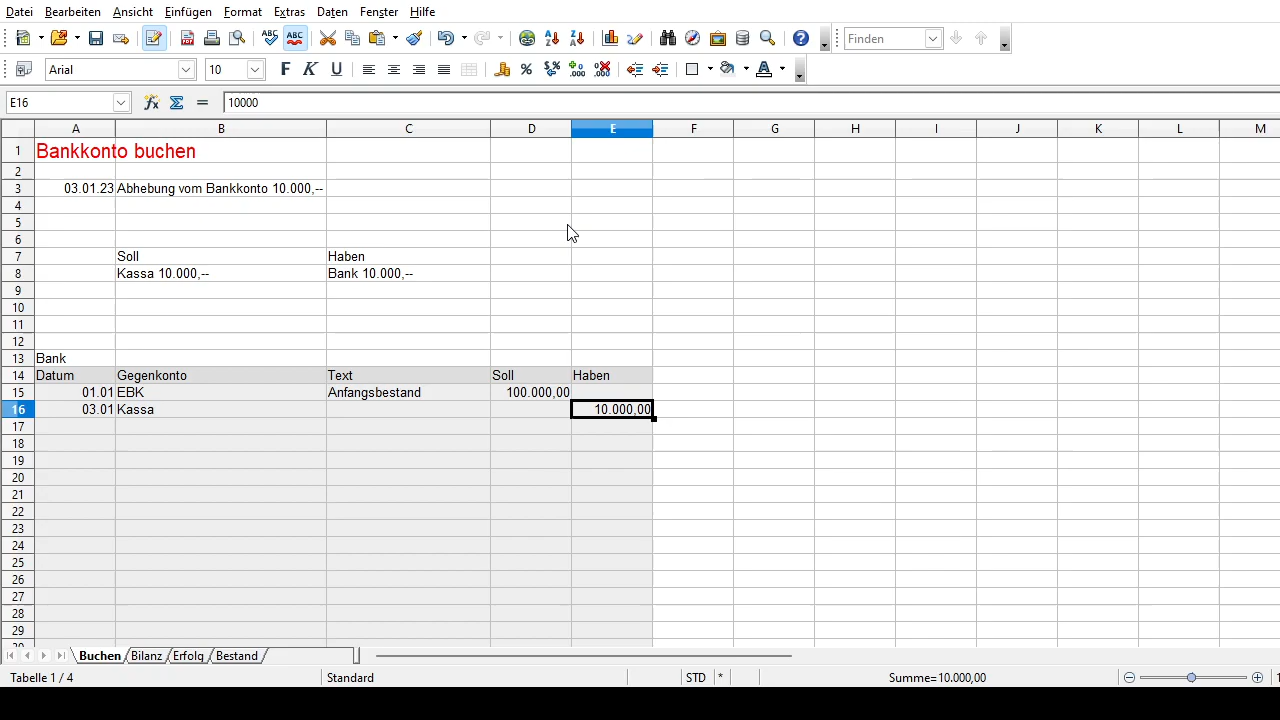 Datei Bearbeiten Ansicht Einfügen Format Extras Daten Fenster Hilfe
Finden
Arial 10 F K U
E16 10000
A B C D E F G H I J K L M
1 Bankkonto buchen
2
3 03.01.23 Abhebung vom Bankkonto 10.000,--
4
5
6
7 Soll Haben
8 Kassa 10.000,-- Bank 10.000,--
9
10
11
12
13 Bank
14 Datum Gegenkonto Text Soll Haben
15 01.01 EBK Anfangsbestand 100.000,00
16 03.01 Kassa 10.000,00
17
18
19
20
21
22
23
24
25
26
27
28
29
Buchen Bilanz Erfolg Bestand
Tabelle 1 / 4 Standard STD * Summe=10.000,00